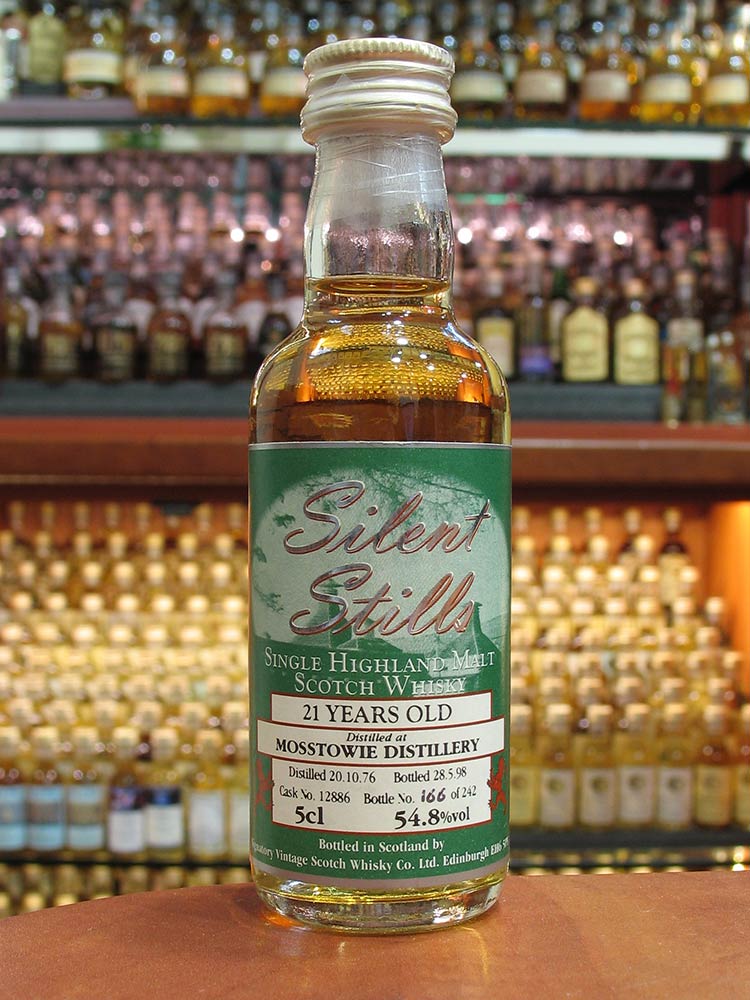 Silent
Stills
Single Highland Malt
Scotch Whisky
21 YEARS OLD
Distilled at
MOSSTOWIE DISTILLERY
Distilled 20.10.76 Bottled 28.5.98
Cask No. 12886 Bottle No. 166 of 242
5cl 54.8%vol
Bottled in Scotland by
Signatory Vintage Scotch Whisky Co. Ltd. Edinburgh EH6